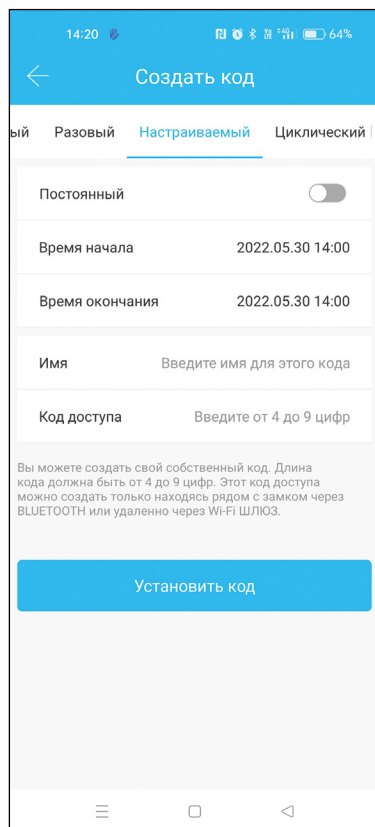 14:20 64%
Создать код
ый Разовый Настраиваемый Циклический
Постоянный
Время начала 2022.05.30 14:00
Время окончания 2022.05.30 14:00
Имя Введите имя для этого кода
Код доступа Введите от 4 до 9 цифр
Вы можете создать свой собственный код. Длина
кода должна быть от 4 до 9 цифр. Этот код доступа
можно создать только находясь рядом с замком через
BLUETOOTH или удаленно через Wi-Fi ШЛЮЗ.
Установить код